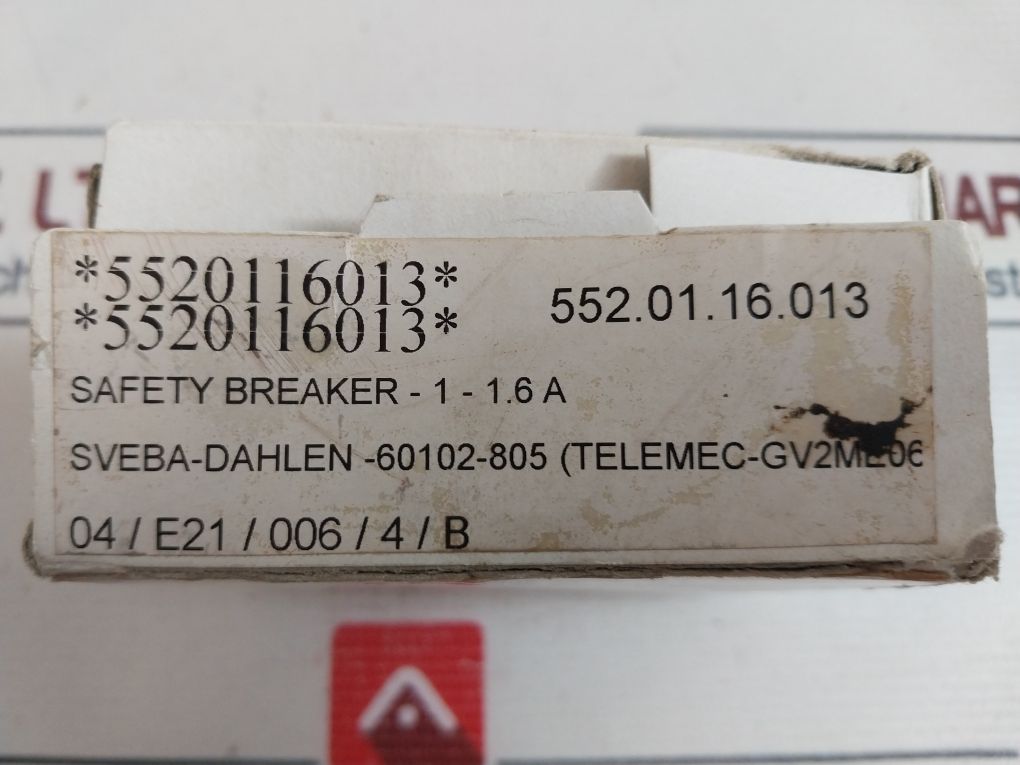 *5520116013*
*5520116013*
552.01.16.013
SAFETY BREAKER - 1 - 1.6 A
SVEBA-DAHLEN -60102-805 (TELEMEC-GV2ME06
04 / E21 / 006 / 4 / B